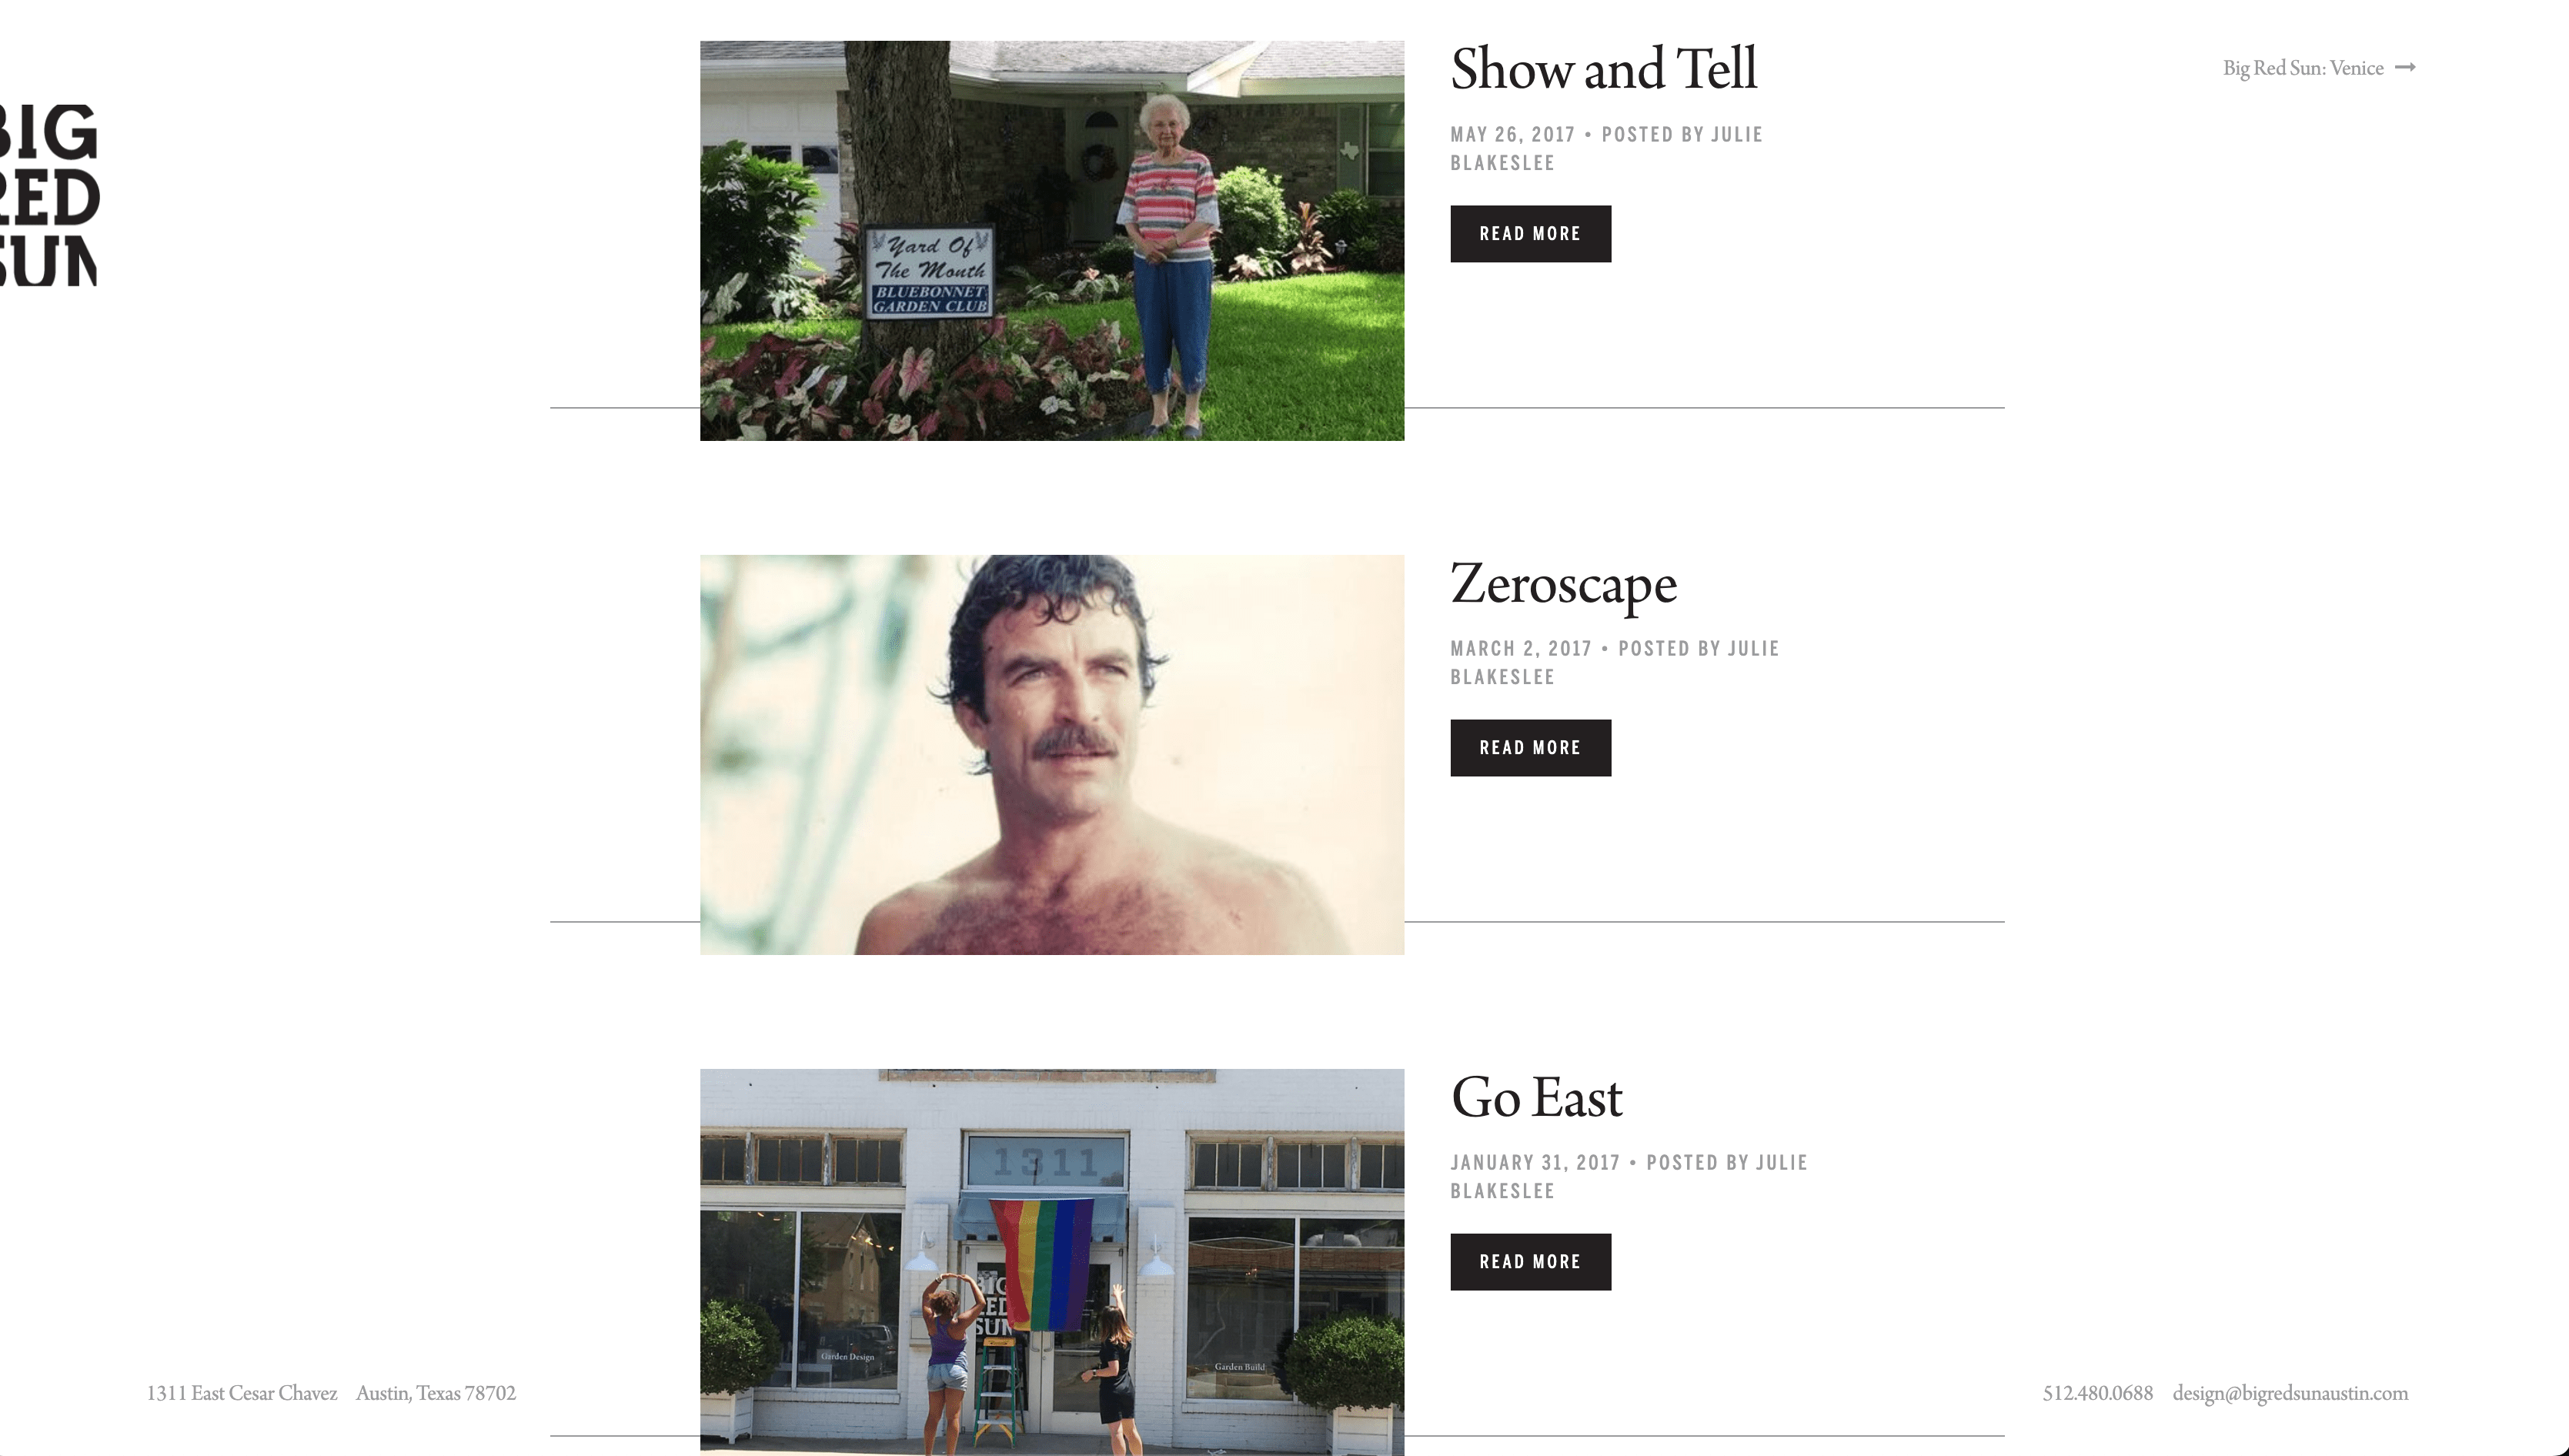 BIG
RED
SUN
Big Red Sun: Venice
Yard Of
The Month
BLUEBONNET
GARDEN CLUB
Show and Tell
MAY 26, 2017 • POSTED BY JULIE
BLAKESLEE
READ MORE
Zeroscape
MARCH 2, 2017 • POSTED BY JULIE
BLAKESLEE
READ MORE
1311
BIG
RED
SUN
Garden Design
Garden Build
Go East
JANUARY 31, 2017 • POSTED BY JULIE
BLAKESLEE
READ MORE
1311 East Cesar Chavez Austin, Texas 78702
512.480.0688 design@bigredsunaustin.com